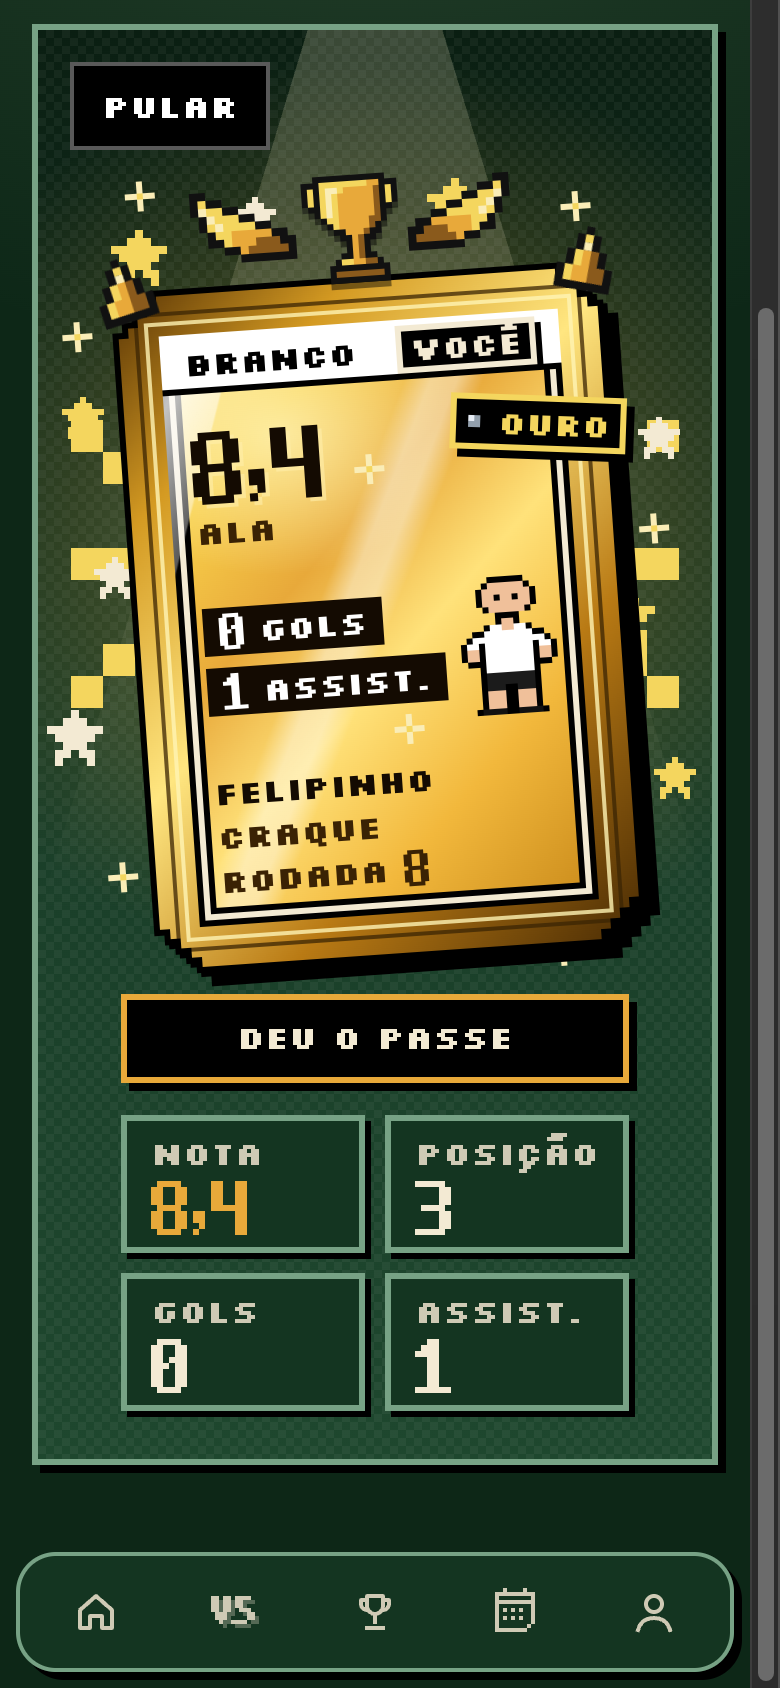 PULAR
BRANCO VOCÊ
OURO
8,4
ALA
0 GOLS
1 ASSIST.
FELIPINHO
CRAQUE
RODADA 8
DEU O PASSE
NOTA
8,4
POSIÇÃO
3
GOLS
0
ASSIST.
1
VS